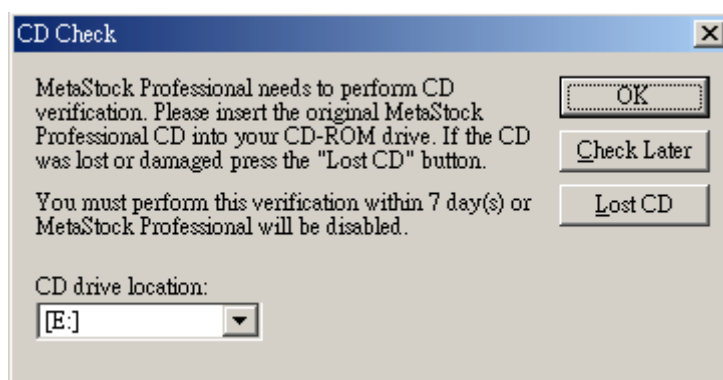 CD Check
MetaStock Professional needs to perform CD
verification. Please insert the original MetaStock
Professional CD into your CD-ROM drive. If the CD
was lost or damaged press the "Lost CD" button.
You must perform this verification within 7 day(s) or
MetaStock Professional will be disabled.
OK
Check Later
Lost CD
CD drive location:
[E:]